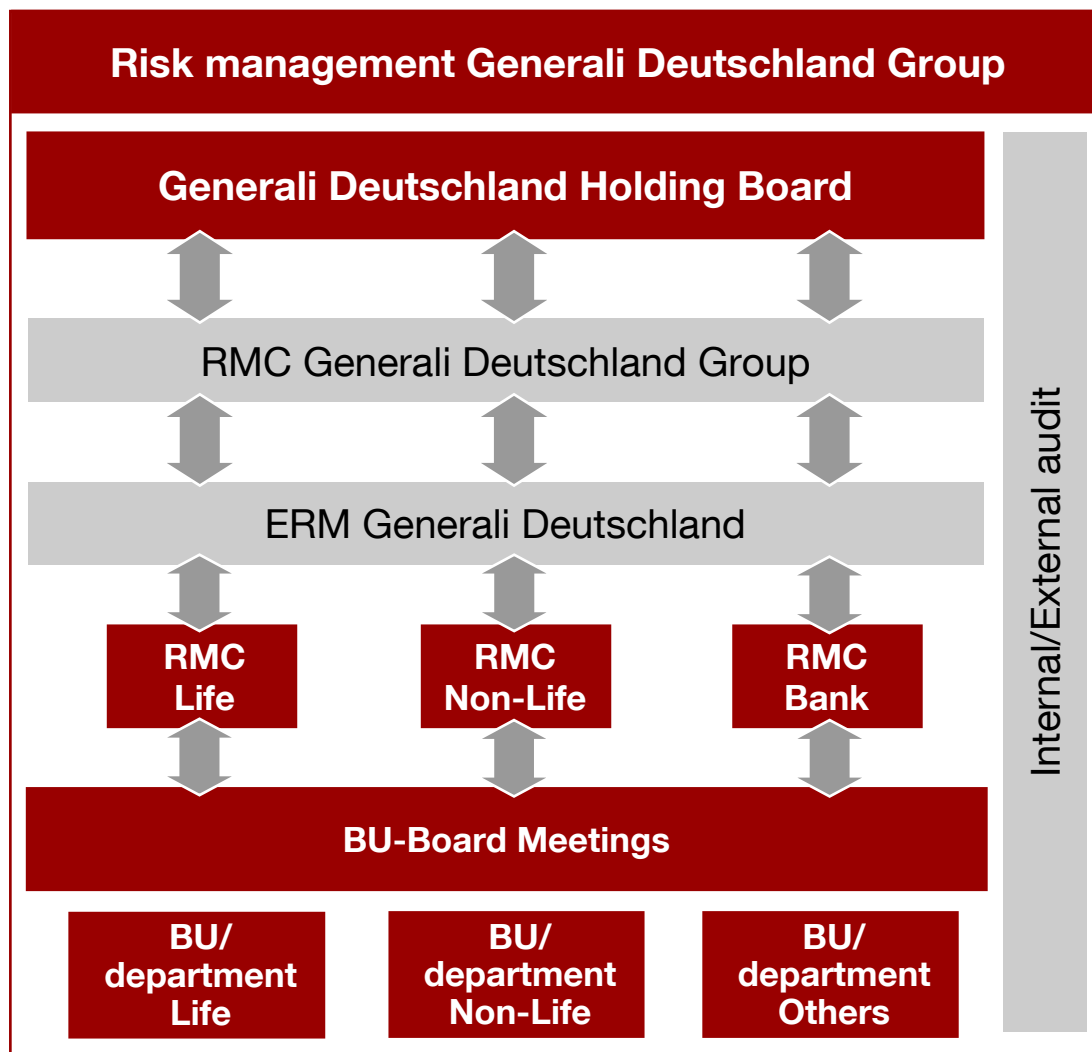 Risk management Generali Deutschland Group
Generali Deutschland Holding Board
RMC Generali Deutschland Group
ERM Generali Deutschland
RMC
Life
RMC
Non-Life
RMC
Bank
BU-Board Meetings
BU/
department
Life
BU/
department
Non-Life
BU/
department
Others
Internal/External audit